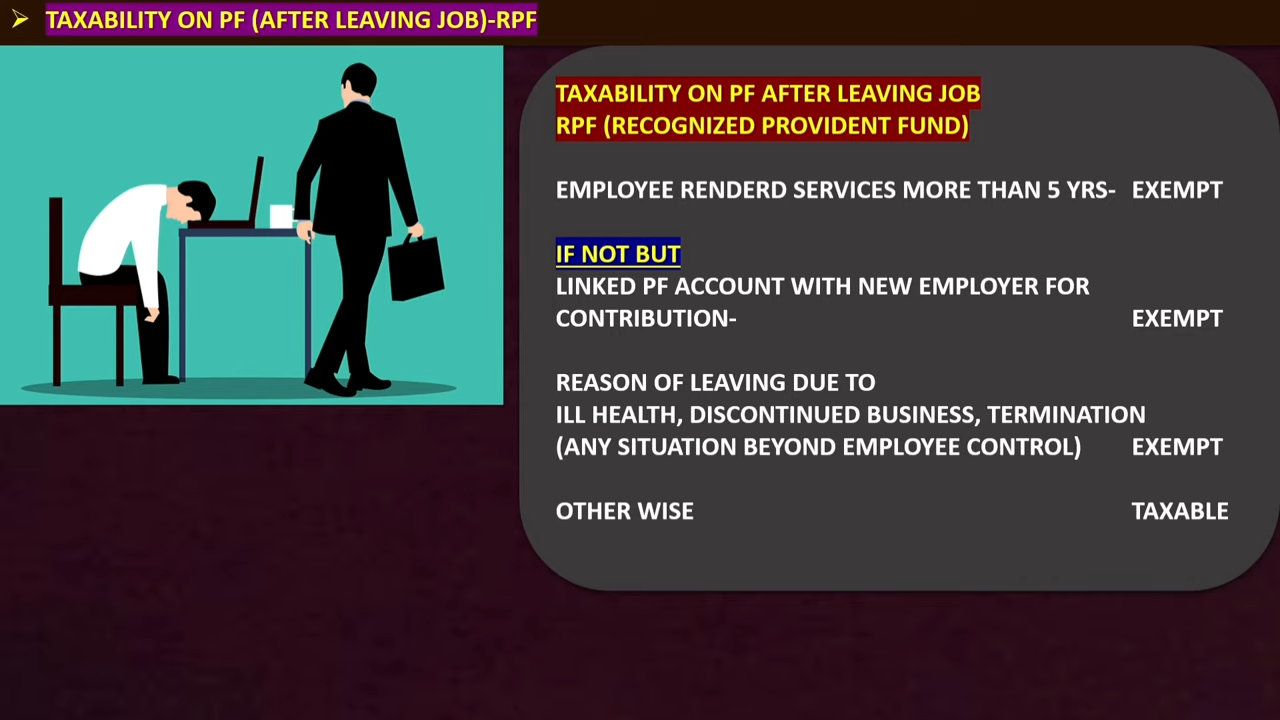 TAXABILITY ON PF (AFTER LEAVING JOB)-RPF
TAXABILITY ON PF AFTER LEAVING JOB
RPF (RECOGNIZED PROVIDENT FUND)
EMPLOYEE RENDERD SERVICES MORE THAN 5 YRS- EXEMPT
IF NOT BUT
LINKED PF ACCOUNT WITH NEW EMPLOYER FOR
CONTRIBUTION- EXEMPT
REASON OF LEAVING DUE TO
ILL HEALTH, DISCONTINUED BUSINESS, TERMINATION
(ANY SITUATION BEYOND EMPLOYEE CONTROL) EXEMPT
OTHER WISE TAXABLE